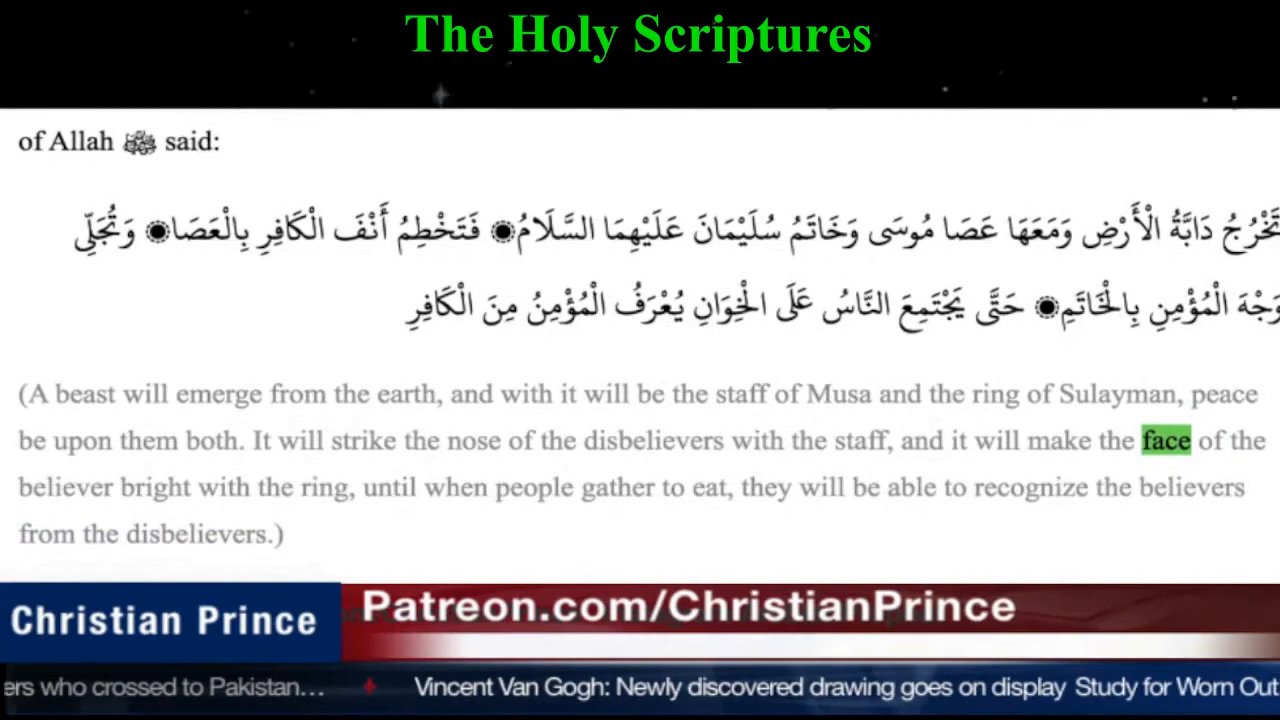 The Holy Scriptures
of Allah ﷺ said:
تَخْرُجُ دَابَّةُ الْأَرْضِ وَمَعَهَا عَصَا مُوسَى وَخَاتَمُ سُلَيْمَانَ عَلَيْهِمَا السَّلَامُ۞ فَتَخْطِمُ أَنْفَ الْكَافِرِ بِالْعَصَا۞ وَتُجَلِّي
وَجْهَ الْمُؤْمِنِ بِالْخَاتَمِ۞ حَتَّى يَجْتَمِعَ النَّاسُ عَلَى الْخِوَانِ يُعْرَفُ الْمُؤْمِنُ مِنَ الْكَافِرِ
(A beast will emerge from the earth, and with it will be the staff of Musa and the ring of Sulayman, peace
be upon them both. It will strike the nose of the disbelievers with the staff, and it will make the face of the
believer bright with the ring, until when people gather to eat, they will be able to recognize the believers
from the disbelievers.)
Christian Prince
Patreon.com/ChristianPrince
ers who crossed to Pakistan... Vincent Van Gogh: Newly discovered drawing goes on display Study for Worn Out